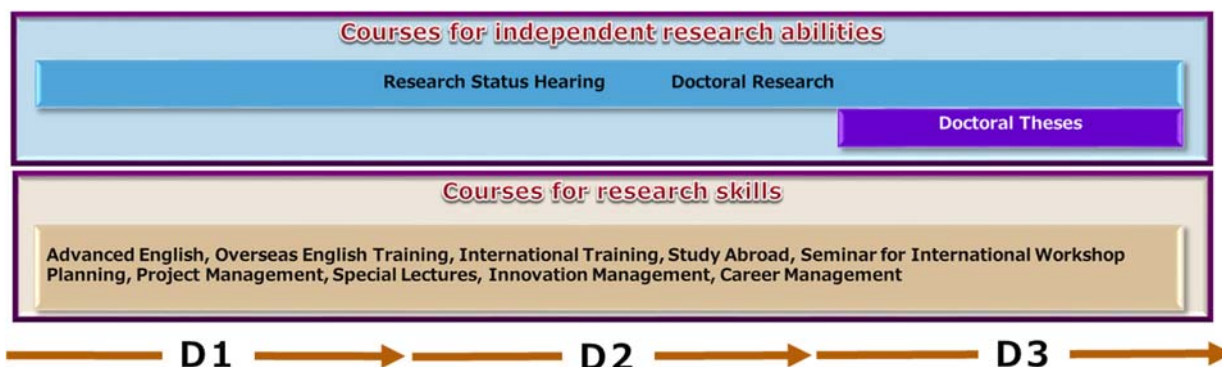 Courses for independent research abilities
Research Status Hearing Doctoral Research
Doctoral Theses
Courses for research skills
Advanced English, Overseas English Training, International Training, Study Abroad, Seminar for International Workshop
Planning, Project Management, Special Lectures, Innovation Management, Career Management
D1 D2 D3